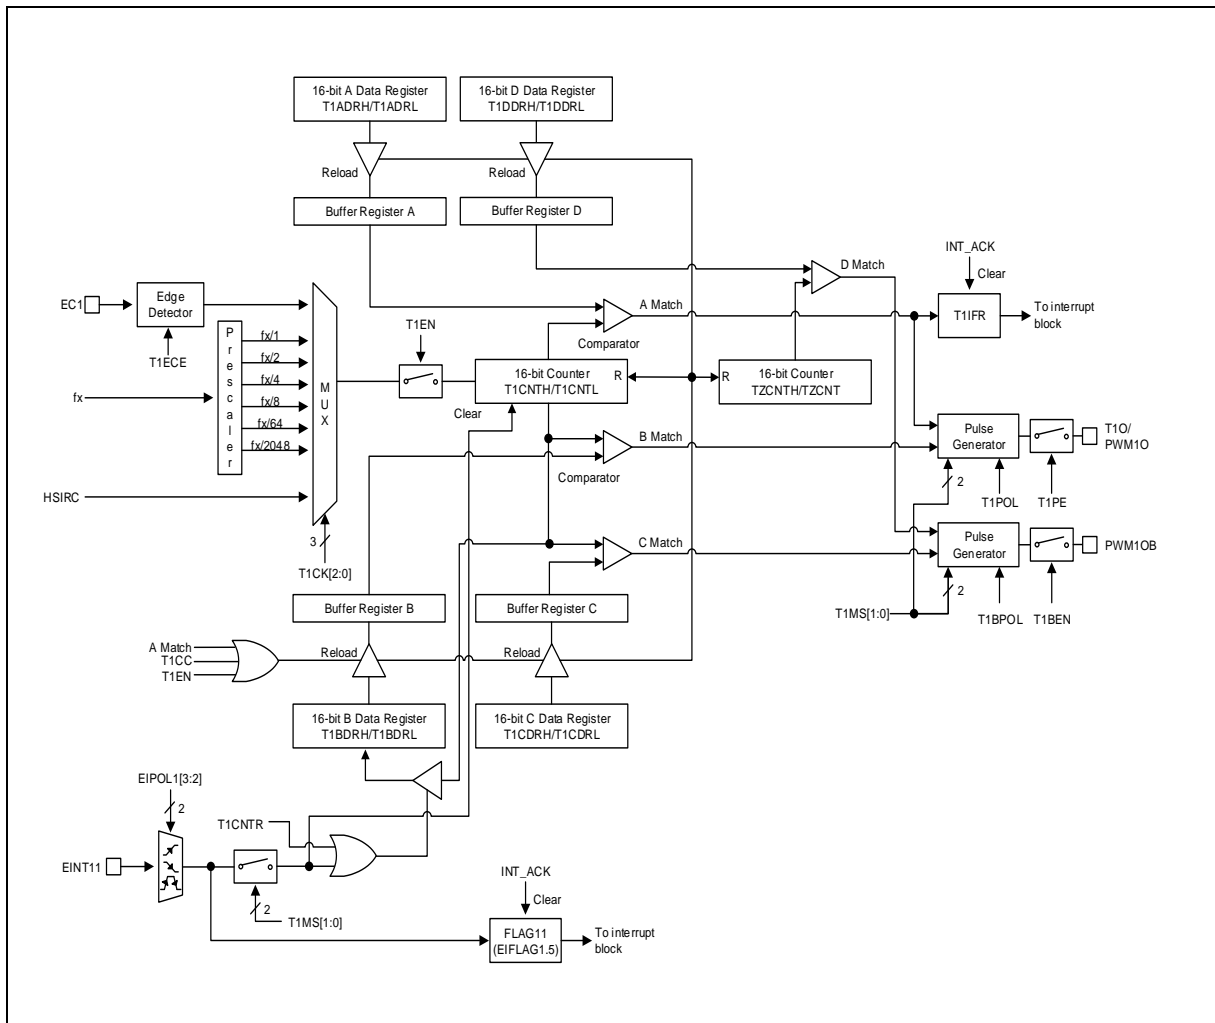 16-bit A Data Register
T1ADRH/T1ADRL
16-bit D Data Register
T1DDRH/T1DDRL
Reload
Reload
Buffer Register A
Buffer Register D
INT_ACK
Clear
D Match
EC1
Edge
Detector
T1ECE
A Match
Comparator
T1IFR
To interrupt
block
Prescaler
fx
fx/1
fx/2
fx/4
fx/8
fx/64
fx/2048
HSIRC
MUX
3
T1CK[2:0]
T1EN
16-bit Counter
T1CNTH/T1CNTL
R
Clear
R
16-bit Counter
TZCNTH/TZCNT
B Match
Comparator
Pulse
Generator
T1O/
PWM1O
2
T1POL
T1PE
C Match
Pulse
Generator
PWM1OB
2
T1MS[1:0]
T1BPOL
T1BEN
Buffer Register B
Buffer Register C
A Match
T1CC
T1EN
Reload
Reload
16-bit B Data Register
T1BDRH/T1BDRL
16-bit C Data Register
T1CDRH/T1CDRL
EIPOL1[3:2]
2
T1CNTR
EINT11
2
T1MS[1:0]
INT_ACK
Clear
FLAG11
(EIFLAG1.5)
To interrupt
block